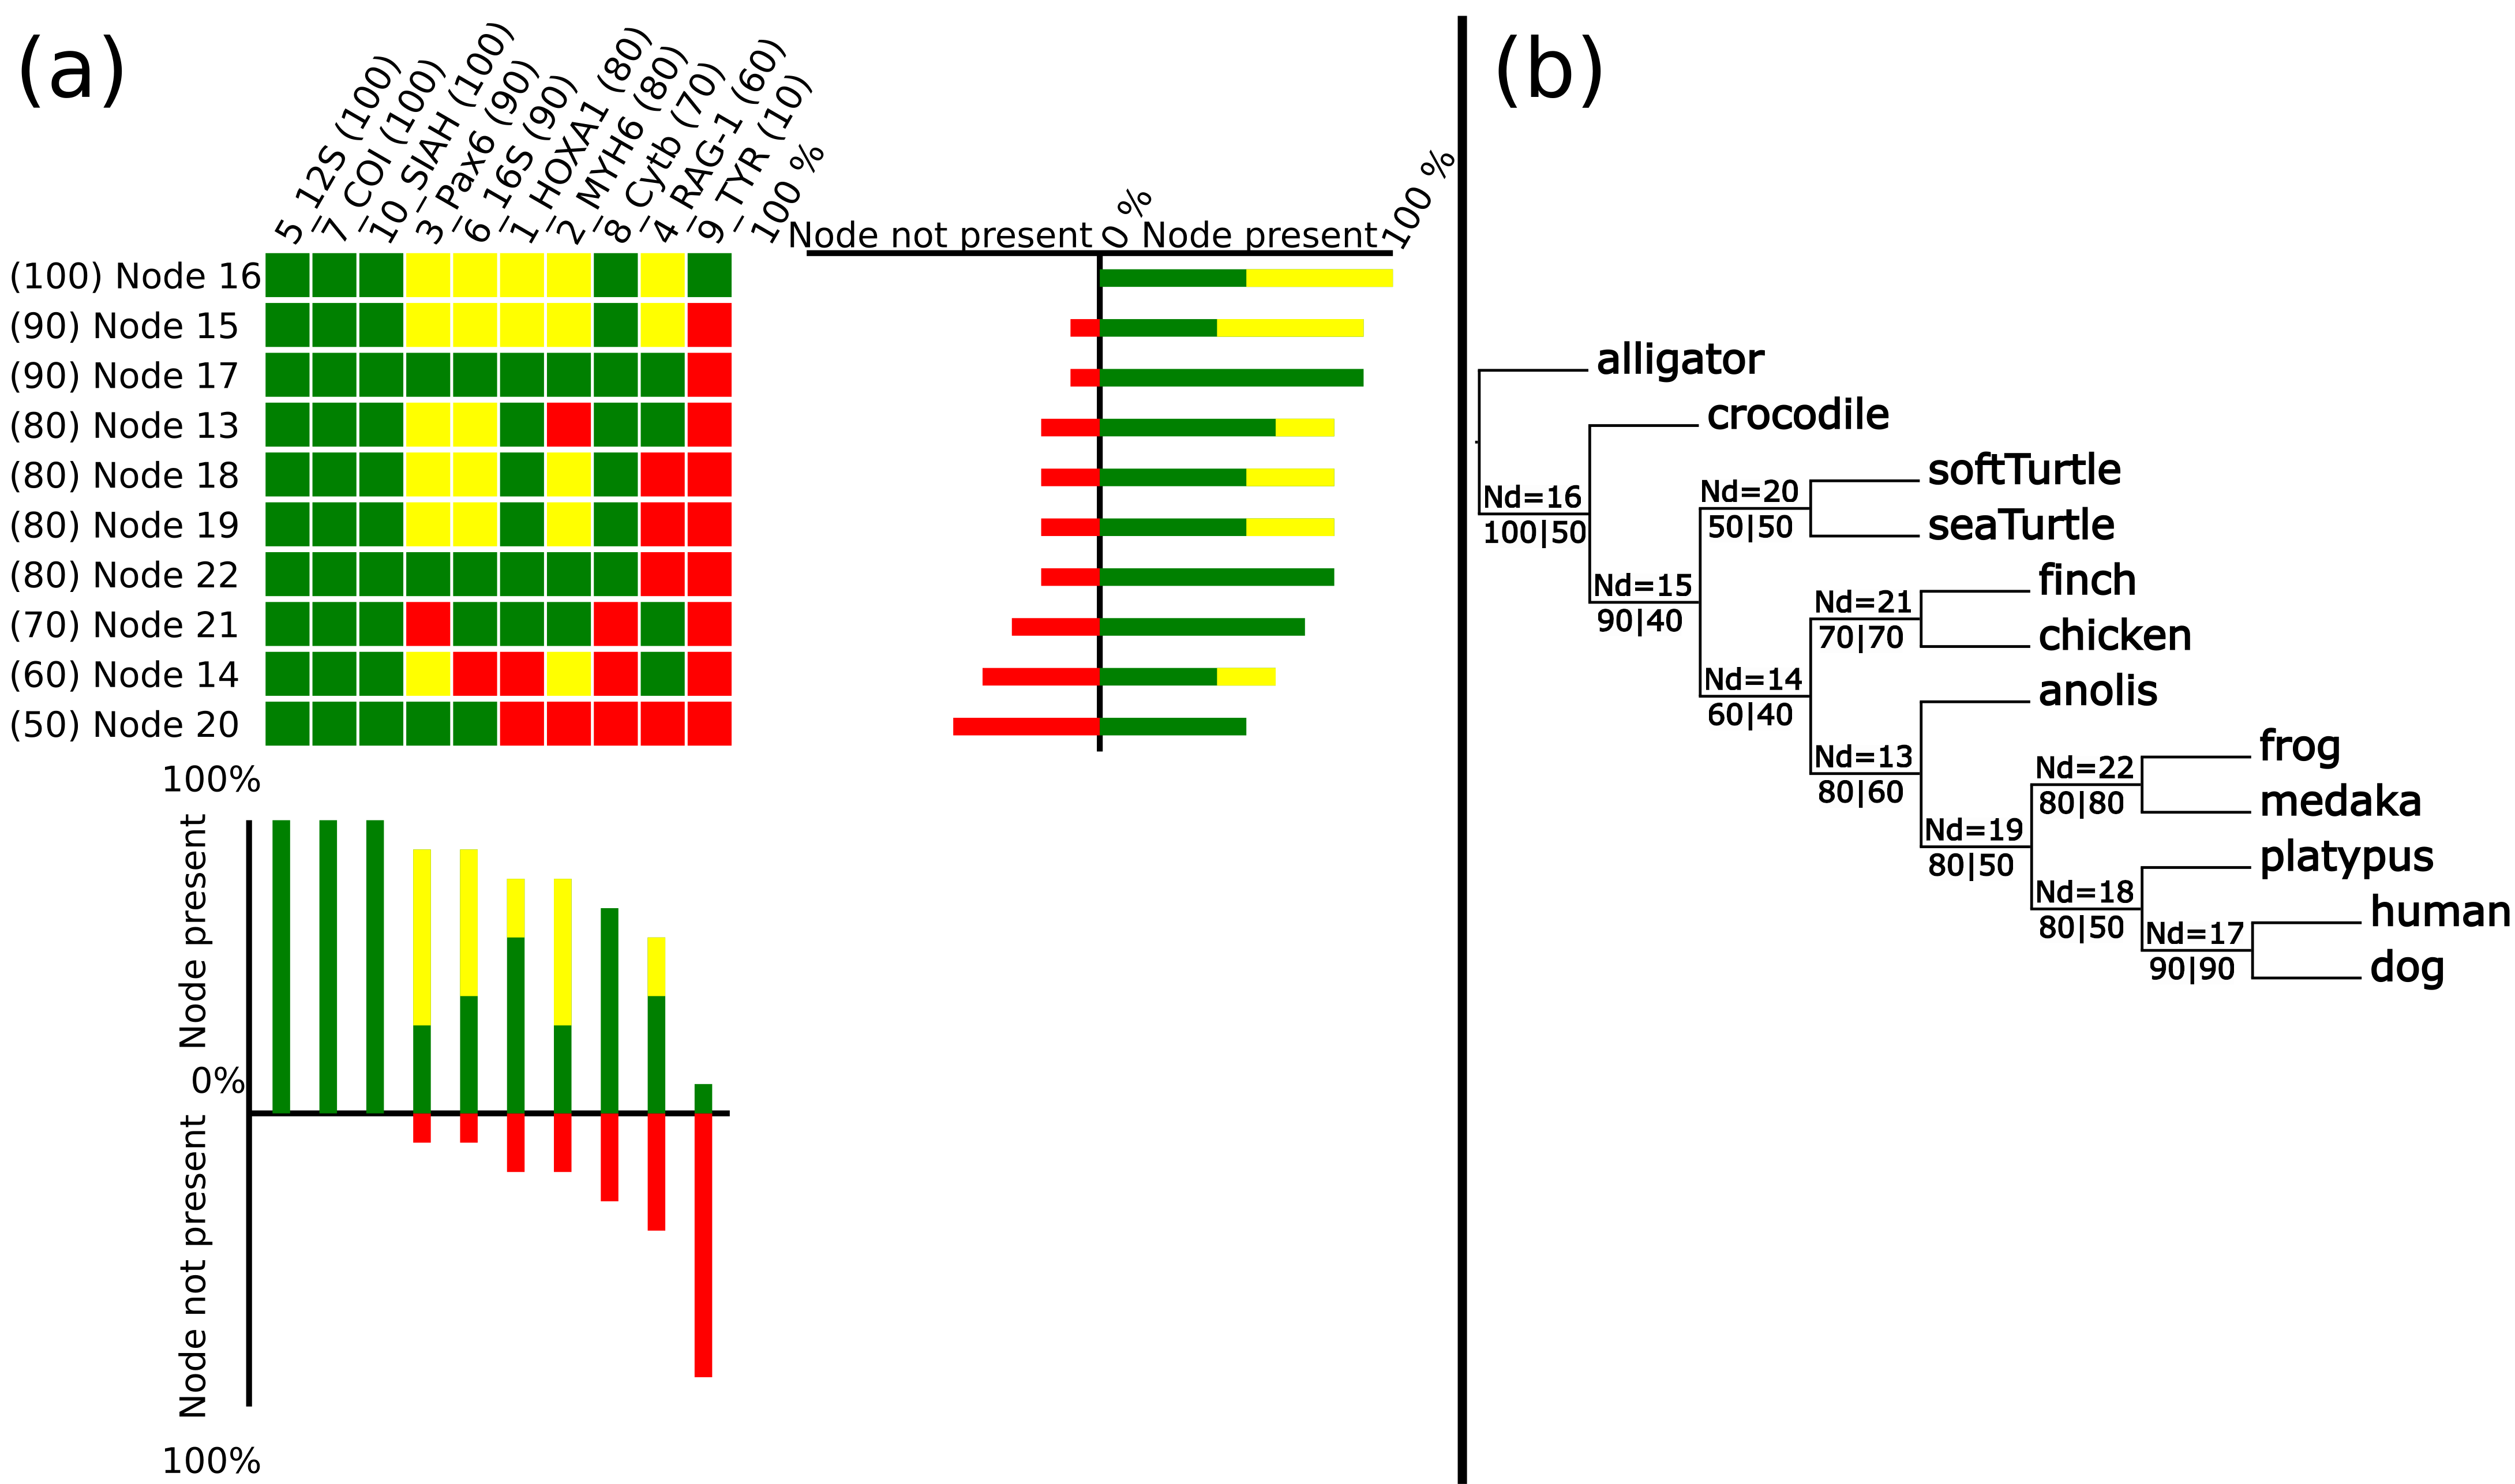 (a)
5_12S (100)
7_COI (100)
10_SIAH (100)
3_Pax6 (90)
6_16S (90)
1_HOXA1 (80)
2_MYH6 (80)
8_Cytb (70)
4_RAG-1 (60)
9_TYR (10)
100 %
Node not present
0 %
Node present
100 %
(100) Node 16
(90) Node 15
(90) Node 17
(80) Node 13
(80) Node 18
(80) Node 19
(80) Node 22
(70) Node 21
(60) Node 14
(50) Node 20
100%
Node present
0%
Node not present
100%
(b)
alligator
crocodile
softTurtle
Nd=16
Nd=20
100|50
50|50
seaTurtle
finch
Nd=15
Nd=21
90|40
70|70
chicken
Nd=14
anolis
60|40
frog
Nd=13
Nd=22
80|60
80|80
medaka
Nd=19
platypus
80|50
Nd=18
human
80|50
Nd=17
90|90
dog